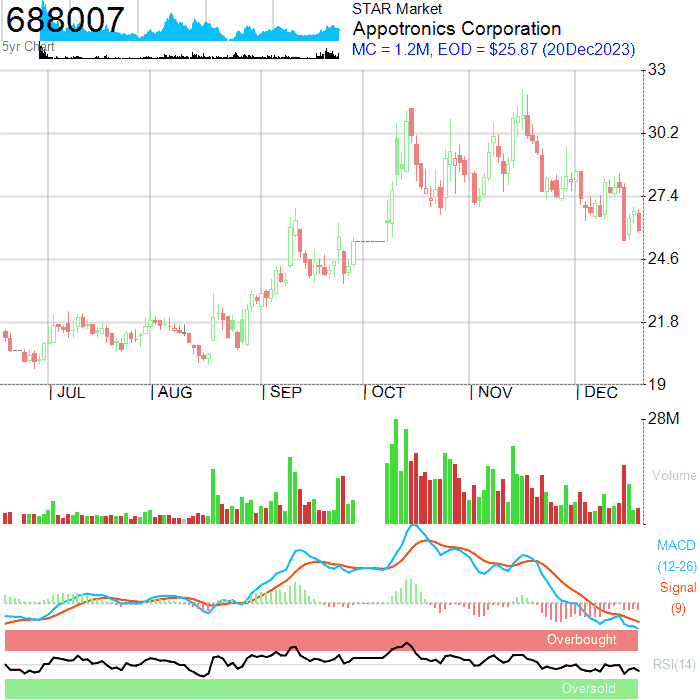 688007
5yr Chart
STAR Market
Appotronics Corporation
MC = 1.2M, EOD = $25.87 (20Dec2023)
33
30.2
27.4
24.6
21.8
19
JUL
AUG
SEP
OCT
NOV
DEC
28M
Volume
MACD
(12-26)
Signal
(9)
Overbought
RSI(14)
Oversold